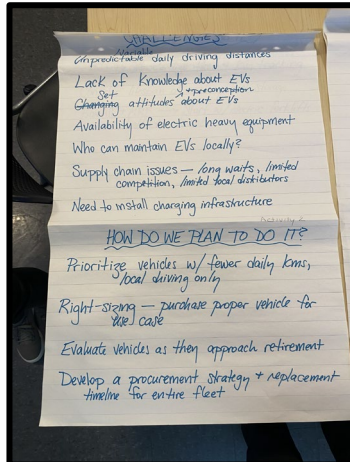 CHALLENGES
Variable
Unpredictable daily driving distances
Lack of Knowledge about EVs
Set + preconception
Changing attitudes about EVs
Availability of electric heavy equipment
Who can maintain EVs locally?
Supply chain issues — long waits, limited
competition, limited local distributors
Need to install charging infrastructure
HOW DO WE PLAN TO DO IT?
Prioritize vehicles w/ fewer daily kms,
local driving only
Right-sizing — purchase proper vehicle for
use case
Evaluate vehicles as they approach retirement
Develop a procurement strategy + replacement
timeline for entire fleet